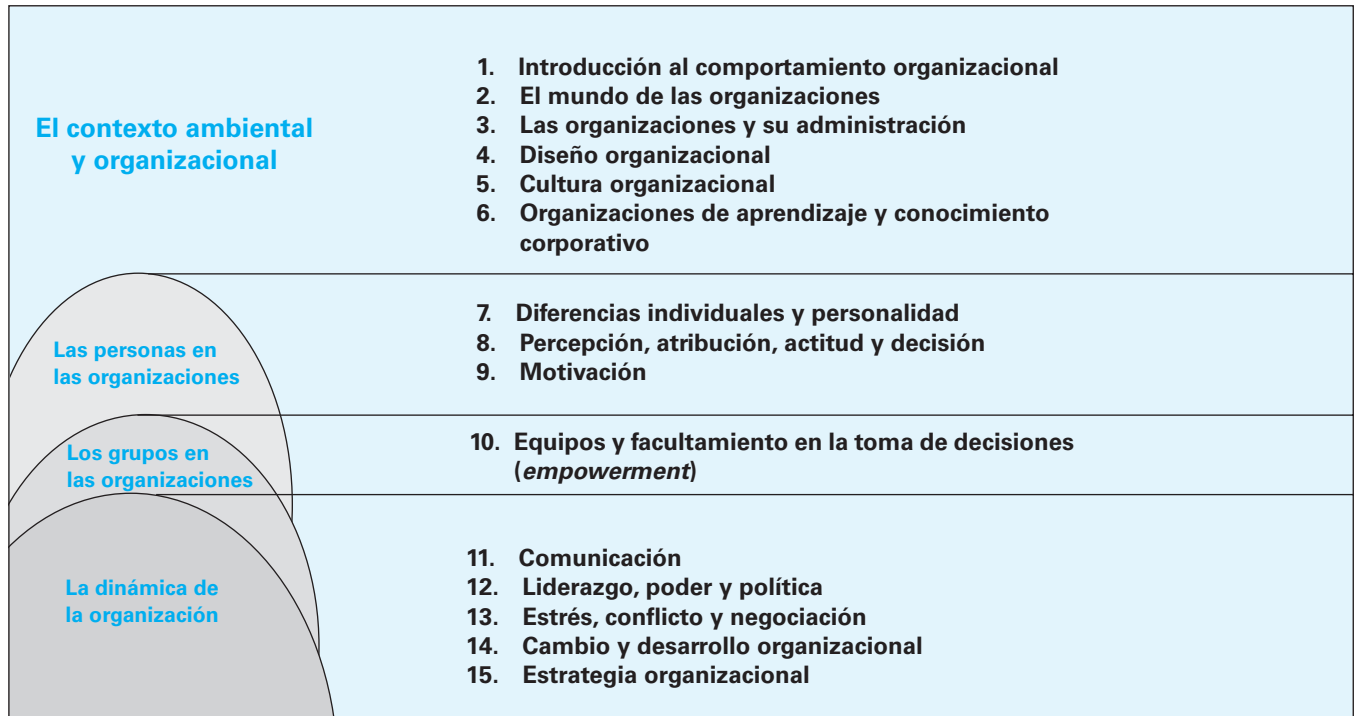 El contexto ambiental
y organizacional
1. Introducción al comportamiento organizacional
2. El mundo de las organizaciones
3. Las organizaciones y su administración
4. Diseño organizacional
5. Cultura organizacional
6. Organizaciones de aprendizaje y conocimiento
corporativo
Las personas en
las organizaciones
7. Diferencias individuales y personalidad
8. Percepción, atribución, actitud y decisión
9. Motivación
Los grupos en
las organizaciones
10. Equipos y facultamiento en la toma de decisiones
(empowerment)
La dinámica de
la organización
11. Comunicación
12. Liderazgo, poder y política
13. Estrés, conflicto y negociación
14. Cambio y desarrollo organizacional
15. Estrategia organizacional